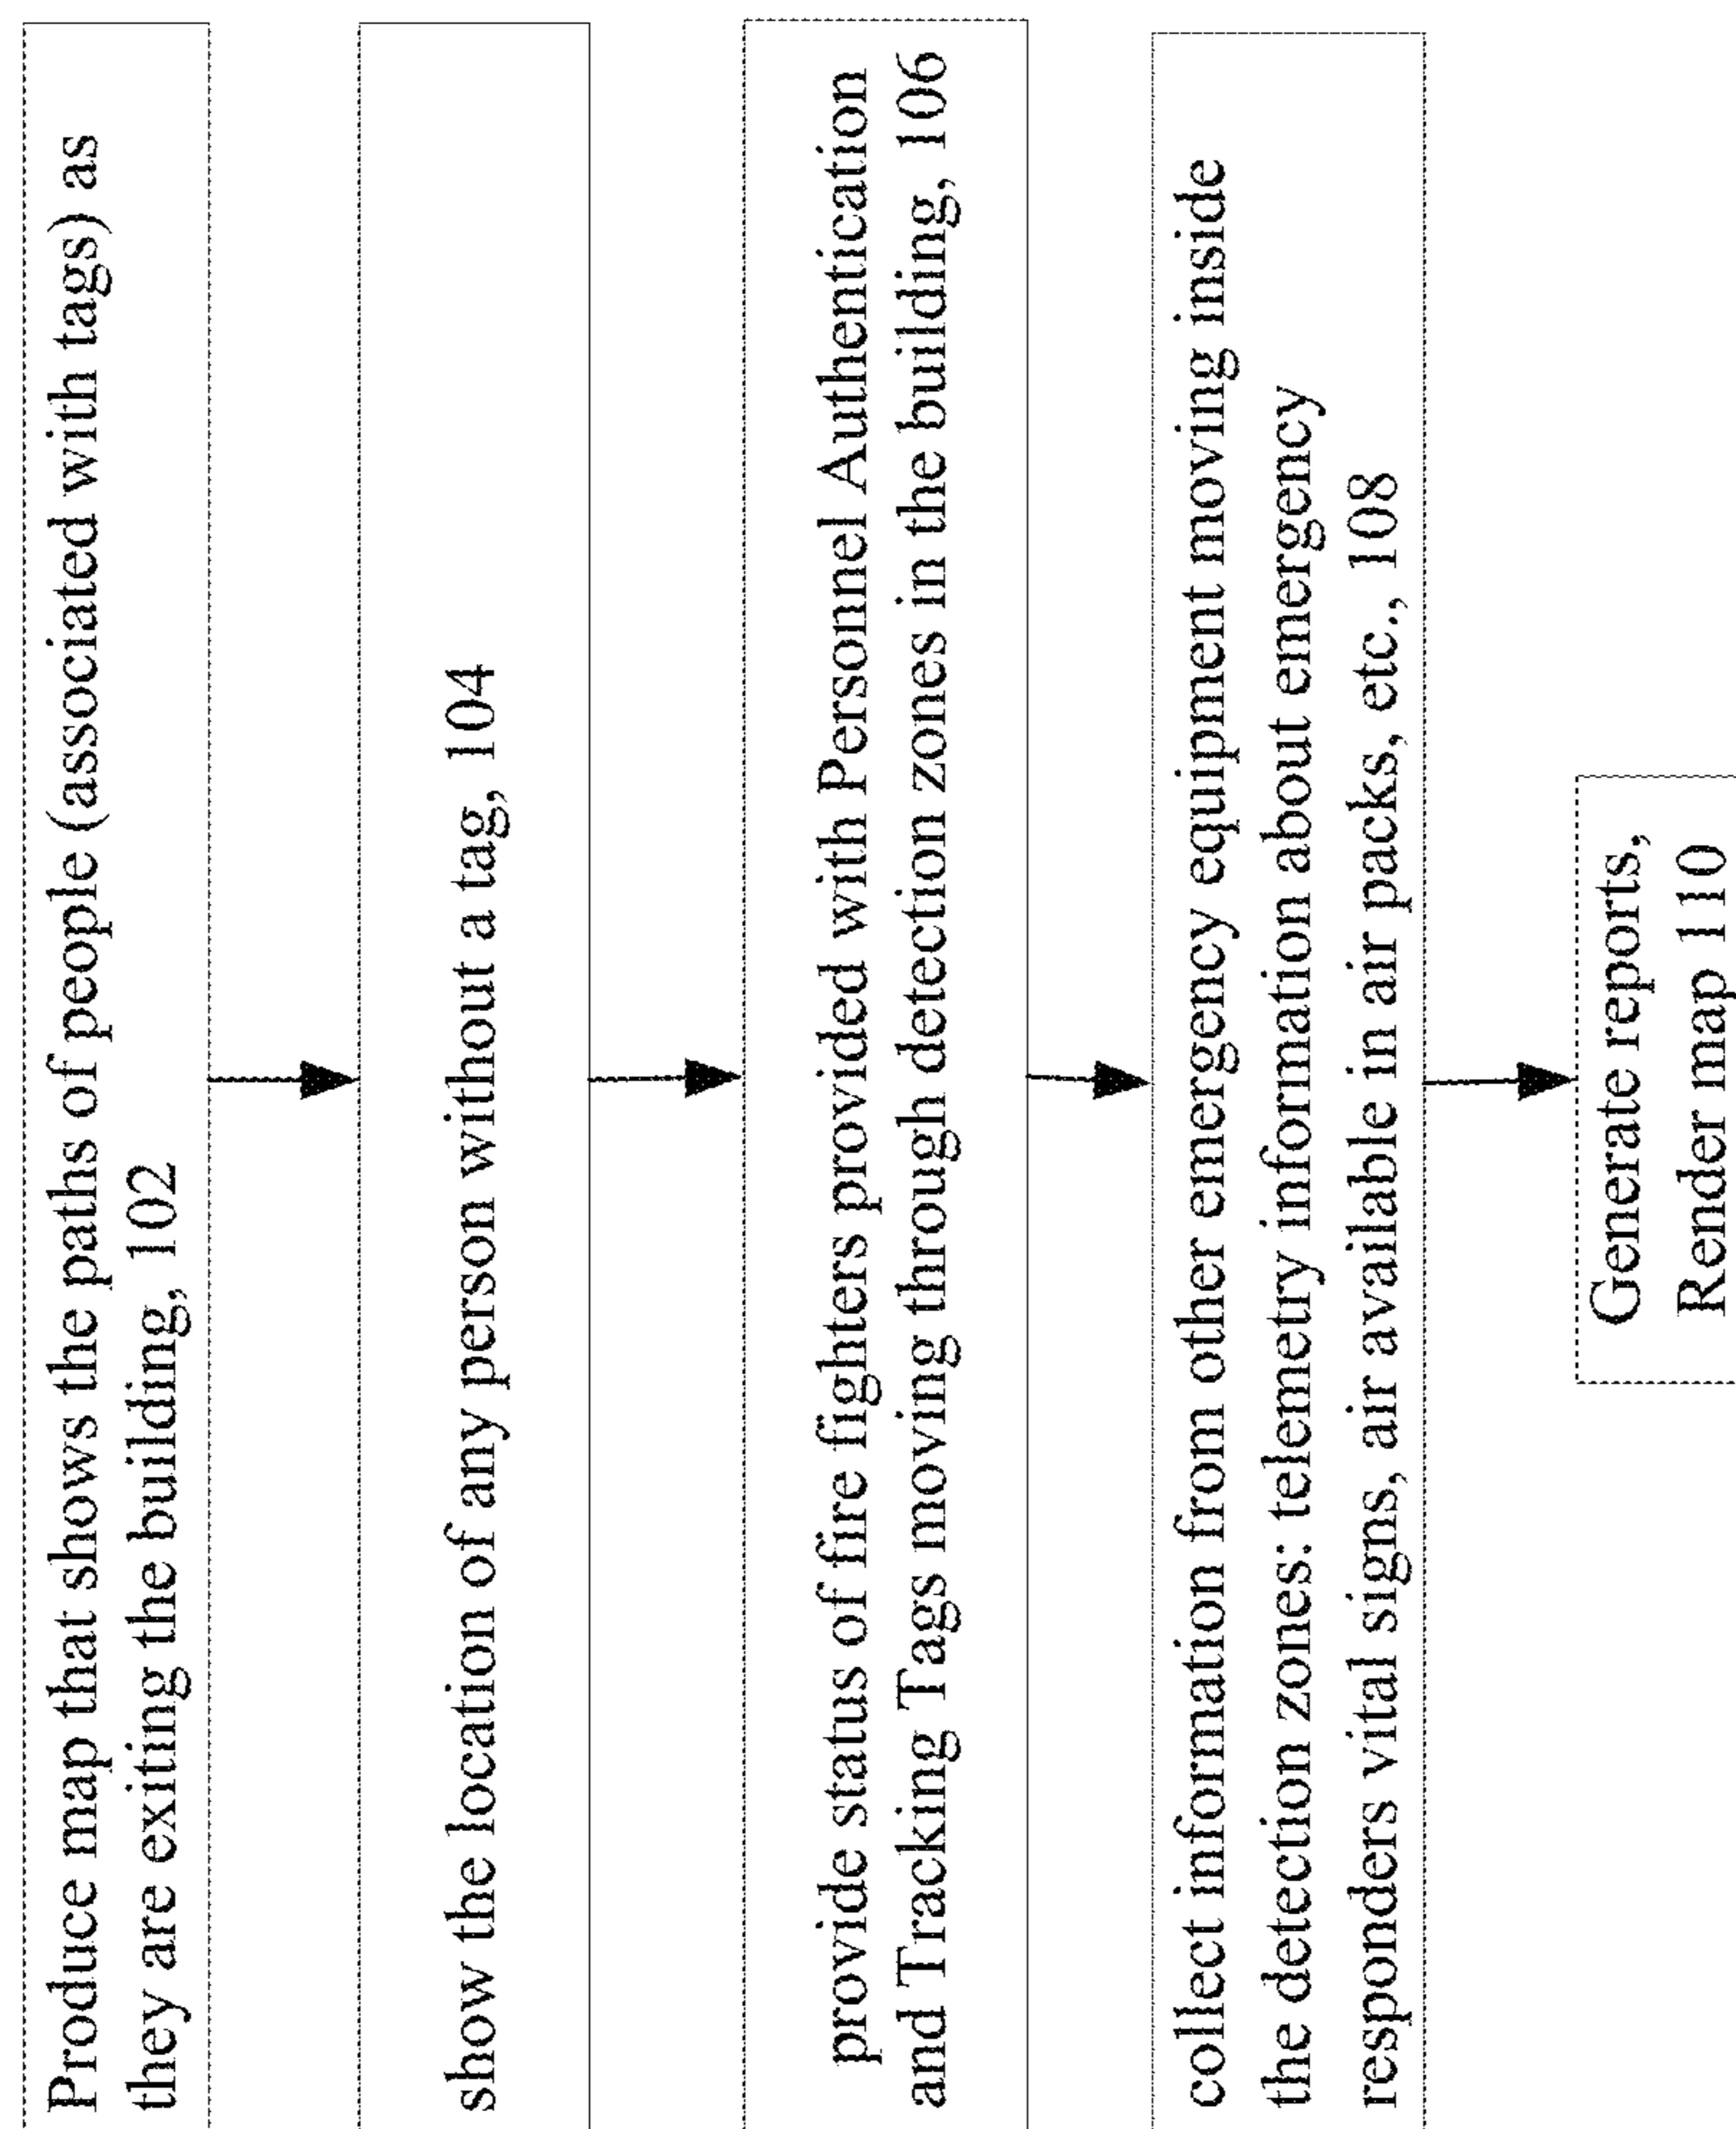 Produce map that shows the paths of people (associated with tags) as
they are exiting the building, 102
show the location of any person without a tag, 104
provide status of fire fighters provided with Personnel Authentication
and Tracking Tags moving through detection zones in the building, 106
collect information from other emergency equipment moving inside
the detection zones: telemetry information about emergency
responders vital signs, air available in air packs, etc., 108
Generate reports,
Render map 110